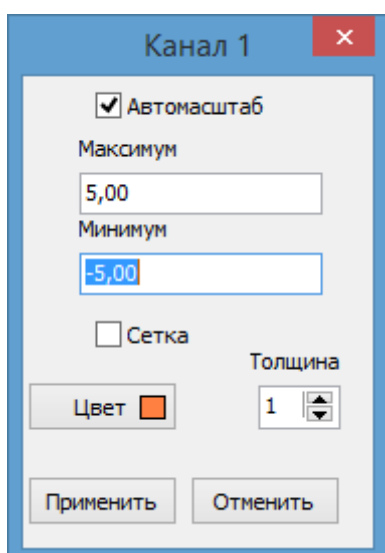 Канал 1
Автомасштаб
Максимум
5,00
Минимум
-5,00
Сетка
Толщина
Цвет
1
Применить Отменить